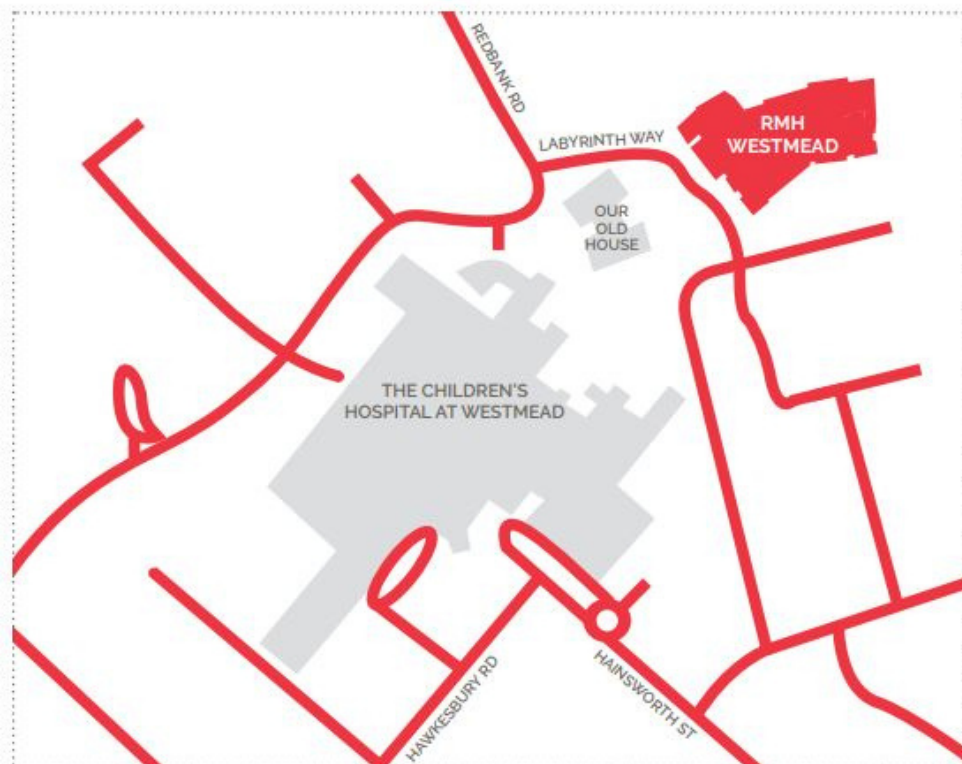 REDBANK RD
LABYRINTH WAY
RMH
WESTMEAD
OUR
OLD
HOUSE
THE CHILDREN'S
HOSPITAL AT WESTMEAD
HAWKESBURY RD
HAINSWORTH ST